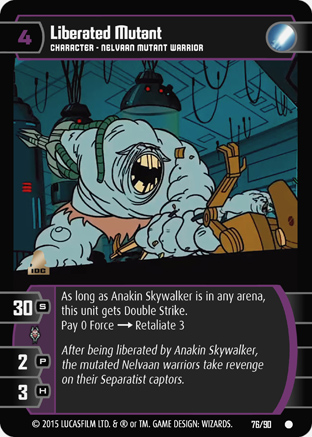 4
Liberated Mutant
CHARACTER - NELVAAN MUTANT WARRIOR
IDC
30 S
As long as Anakin Skywalker is in any arena,
this unit gets Double Strike.
Pay 0 Force → Retaliate 3
2 P
3 H
After being liberated by Anakin Skywalker,
the mutated Nelvaan warriors take revenge
on their Separatist captors.
© 2015 LUCASFILM LTD. & ® or TM. GAME DESIGN: WIZARDS. 76/90